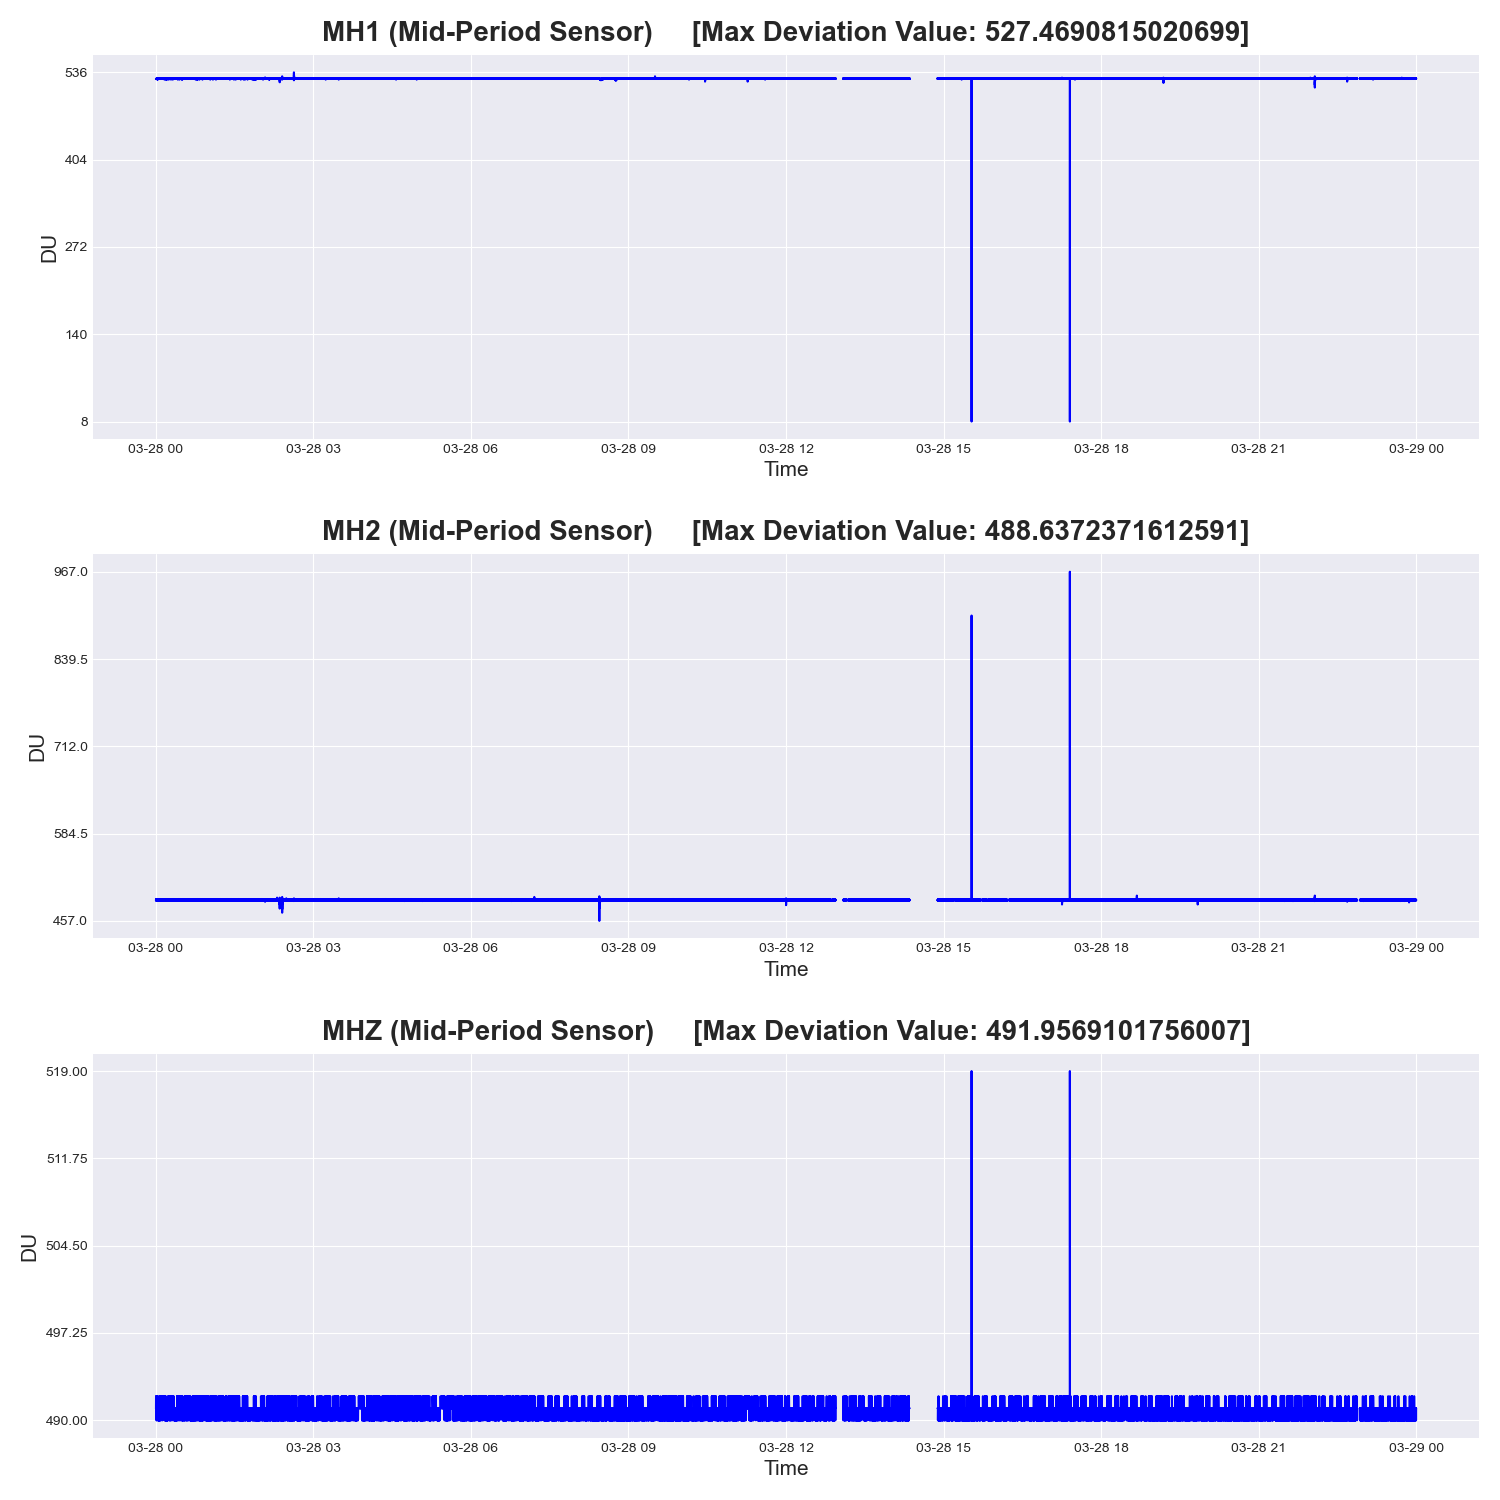 MH1 (Mid-Period Sensor) [Max Deviation Value: 527.4690815020699]
536
404
272
140
8
DU
03-28 00 03-28 03 03-28 06 03-28 09 03-28 12 03-28 15 03-28 18 03-28 21 03-29 00
Time
MH2 (Mid-Period Sensor) [Max Deviation Value: 488.6372371612591]
967.0
839.5
712.0
584.5
457.0
DU
03-28 00 03-28 03 03-28 06 03-28 09 03-28 12 03-28 15 03-28 18 03-28 21 03-29 00
Time
MHZ (Mid-Period Sensor) [Max Deviation Value: 491.9569101756007]
519.00
511.75
504.50
497.25
490.00
DU
03-28 00 03-28 03 03-28 06 03-28 09 03-28 12 03-28 15 03-28 18 03-28 21 03-29 00
Time